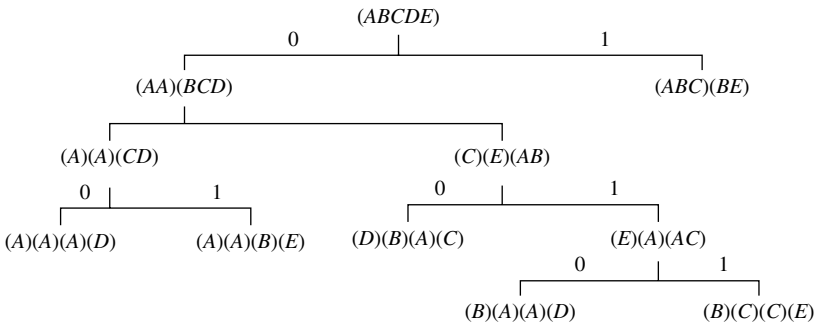 (ABCDE)
0 1
(AA)(BCD) (ABC)(BE)
(A)(A)(CD) (C)(E)(AB)
0 1 0 1
(A)(A)(A)(D) (A)(A)(B)(E) (D)(B)(A)(C) (E)(A)(AC)
0 1
(B)(A)(A)(D) (B)(C)(C)(E)